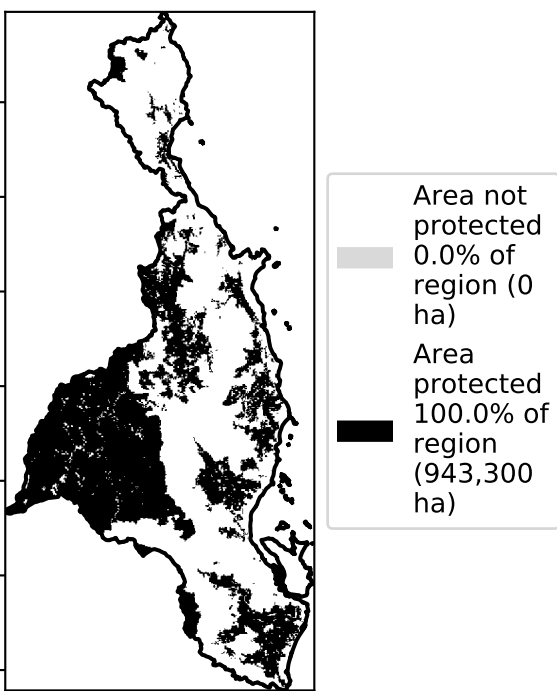 Area not
protected
0.0% of
region (0
ha)
Area
protected
100.0% of
region
(943,300
ha)